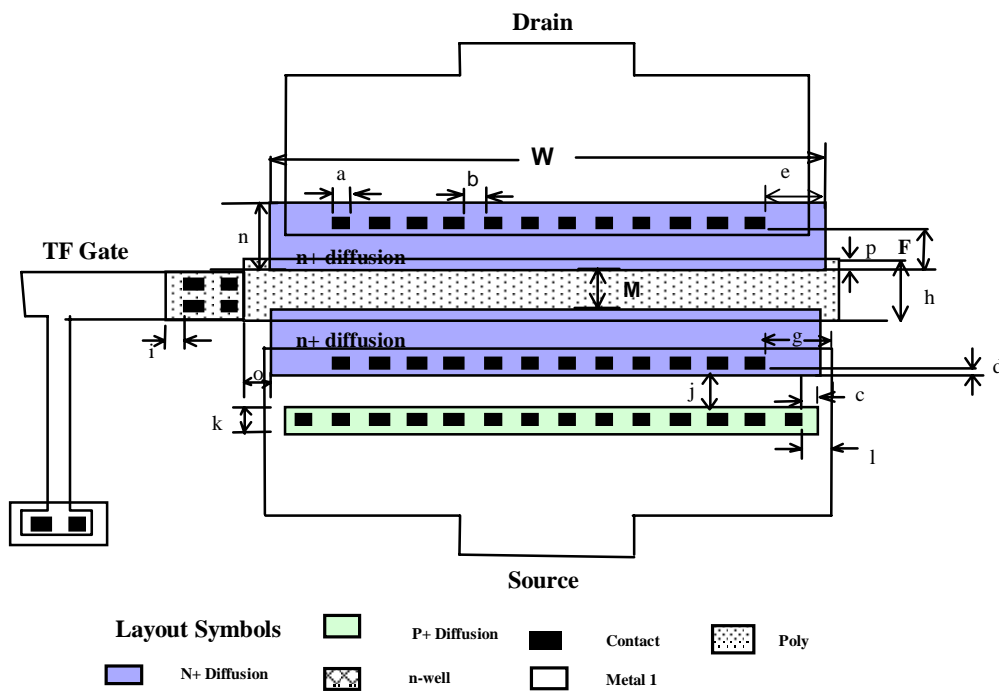 Drain
W
a
b
e
n
p
F
TF Gate
n+ diffusion
M
h
n+ diffusion
g
i
d
o
j
c
k
l
Source
Layout Symbols
P+ Diffusion
Contact
Poly
N+ Diffusion
n-well
Metal 1